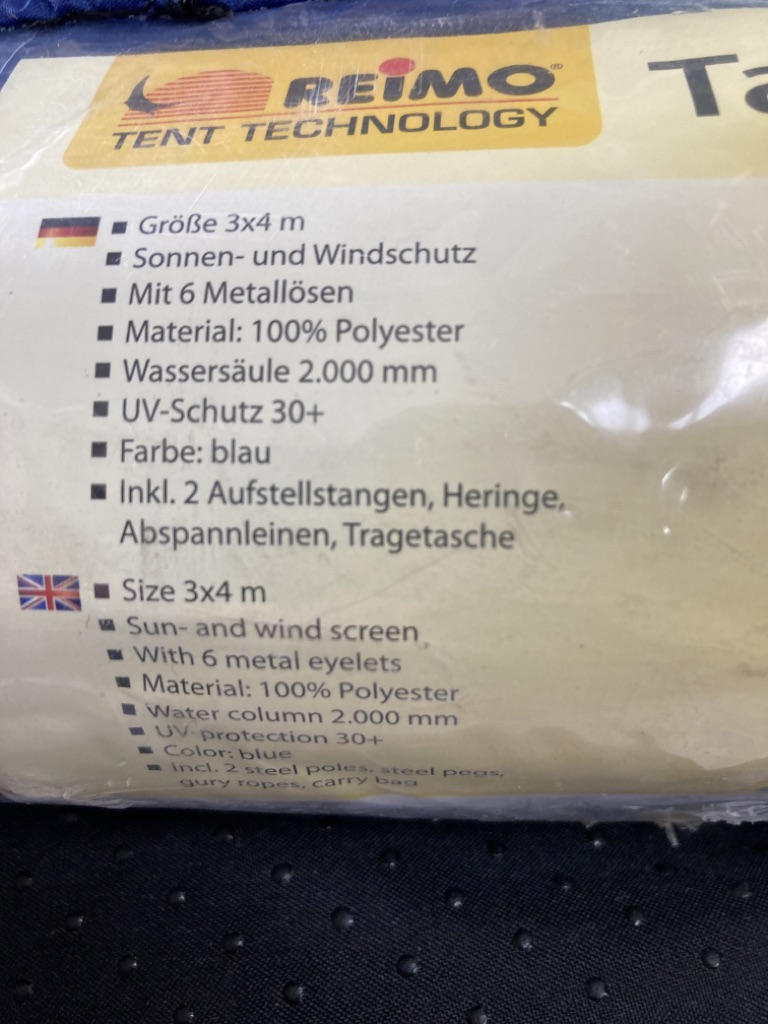 REIMO®
TENT TECHNOLOGY
Ta
Größe 3x4 m
Sonnen- und Windschutz
Mit 6 Metallösen
Material: 100% Polyester
Wassersäule 2.000 mm
UV-Schutz 30+
Farbe: blau
Inkl. 2 Aufstellstangen, Heringe,
Abspannleinen, Tragetasche
Size 3x4 m
Sun- and wind screen
With 6 metal eyelets
Material: 100% Polyester
Water column 2.000 mm
UV-protection 30+
Color: blue
Incl. 2 steel poles, steel pegs,
gury ropes, carry bag